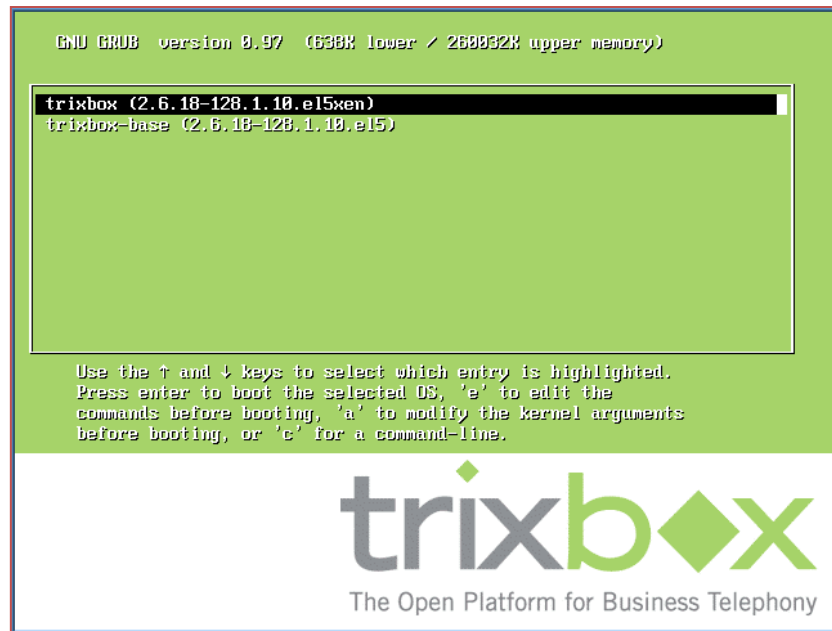 GNU GRUB version 0.97 (638K lower / 260032K upper memory)
trixbox (2.6.18-128.1.10.el5xen)
trixbox-base (2.6.18-128.1.10.el5)
Use the ↑ and ↓ keys to select which entry is highlighted.
Press enter to boot the selected OS, 'e' to edit the
commands before booting, 'a' to modify the kernel arguments
before booting, or 'c' for a command-line.
trixbox
The Open Platform for Business Telephony